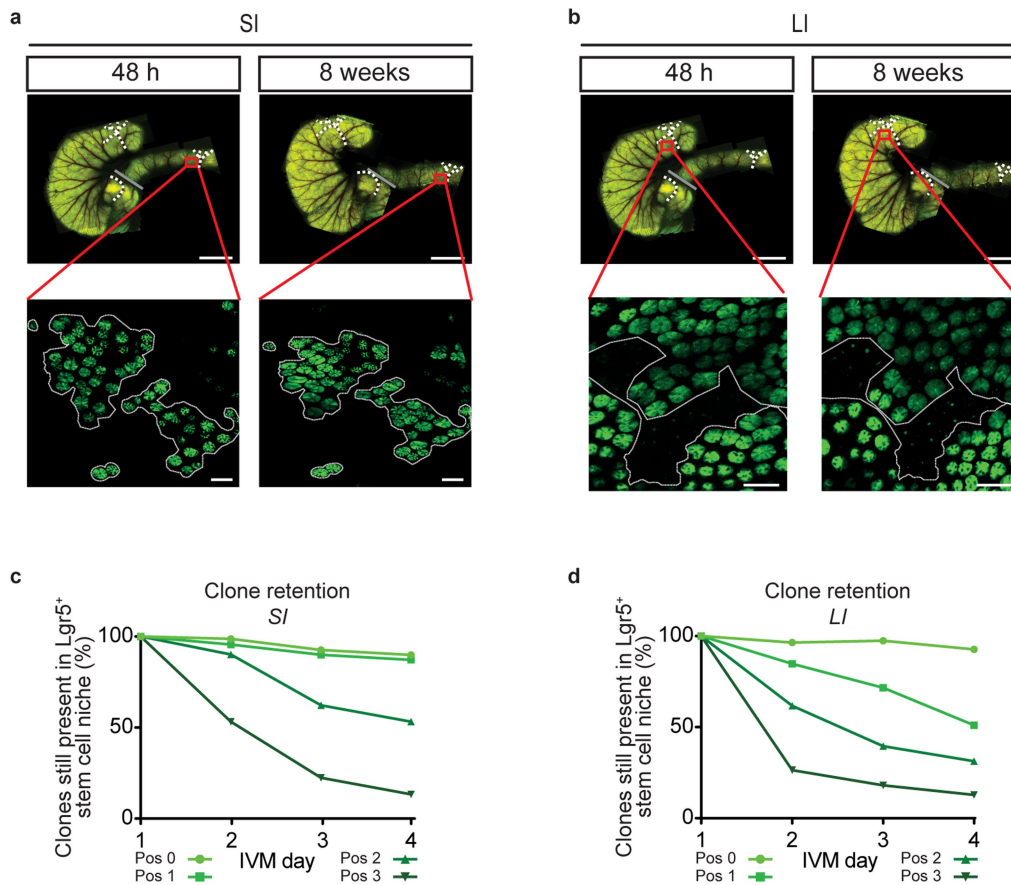 a
SI
48 h
8 weeks
b
LI
48 h
8 weeks
c
Clone retention
SI
Clones still present in Lgr5+
stem cell niche (%)
100
50
0
1
2
3
4
IVM day
Pos 0
Pos 1
Pos 2
Pos 3
d
Clone retention
LI
Clones still present in Lgr5+
stem cell niche (%)
100
50
0
1
2
3
4
IVM day
Pos 0
Pos 1
Pos 2
Pos 3